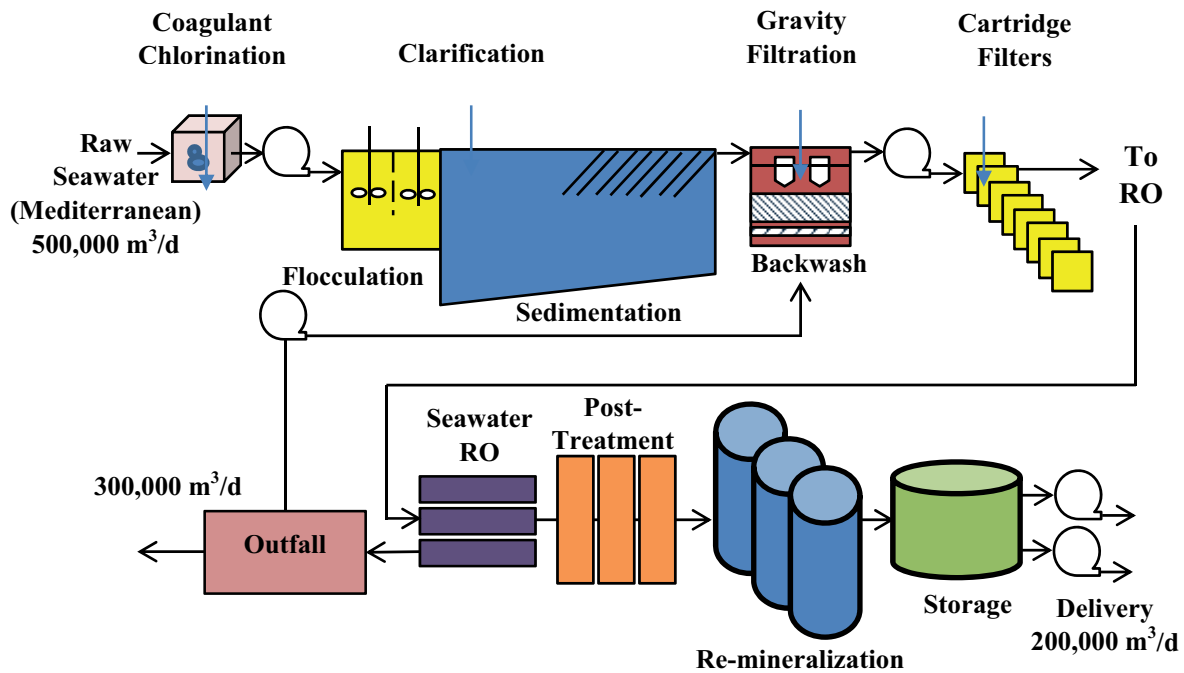 Coagulant
Chlorination
Clarification
Gravity
Filtration
Cartridge
Filters
Raw
Seawater
(Mediterranean)
500,000 m³/d
To
RO
Flocculation
Sedimentation
Backwash
Seawater
RO
Post-
Treatment
300,000 m³/d
Outfall
Re-mineralization
Storage
Delivery
200,000 m³/d